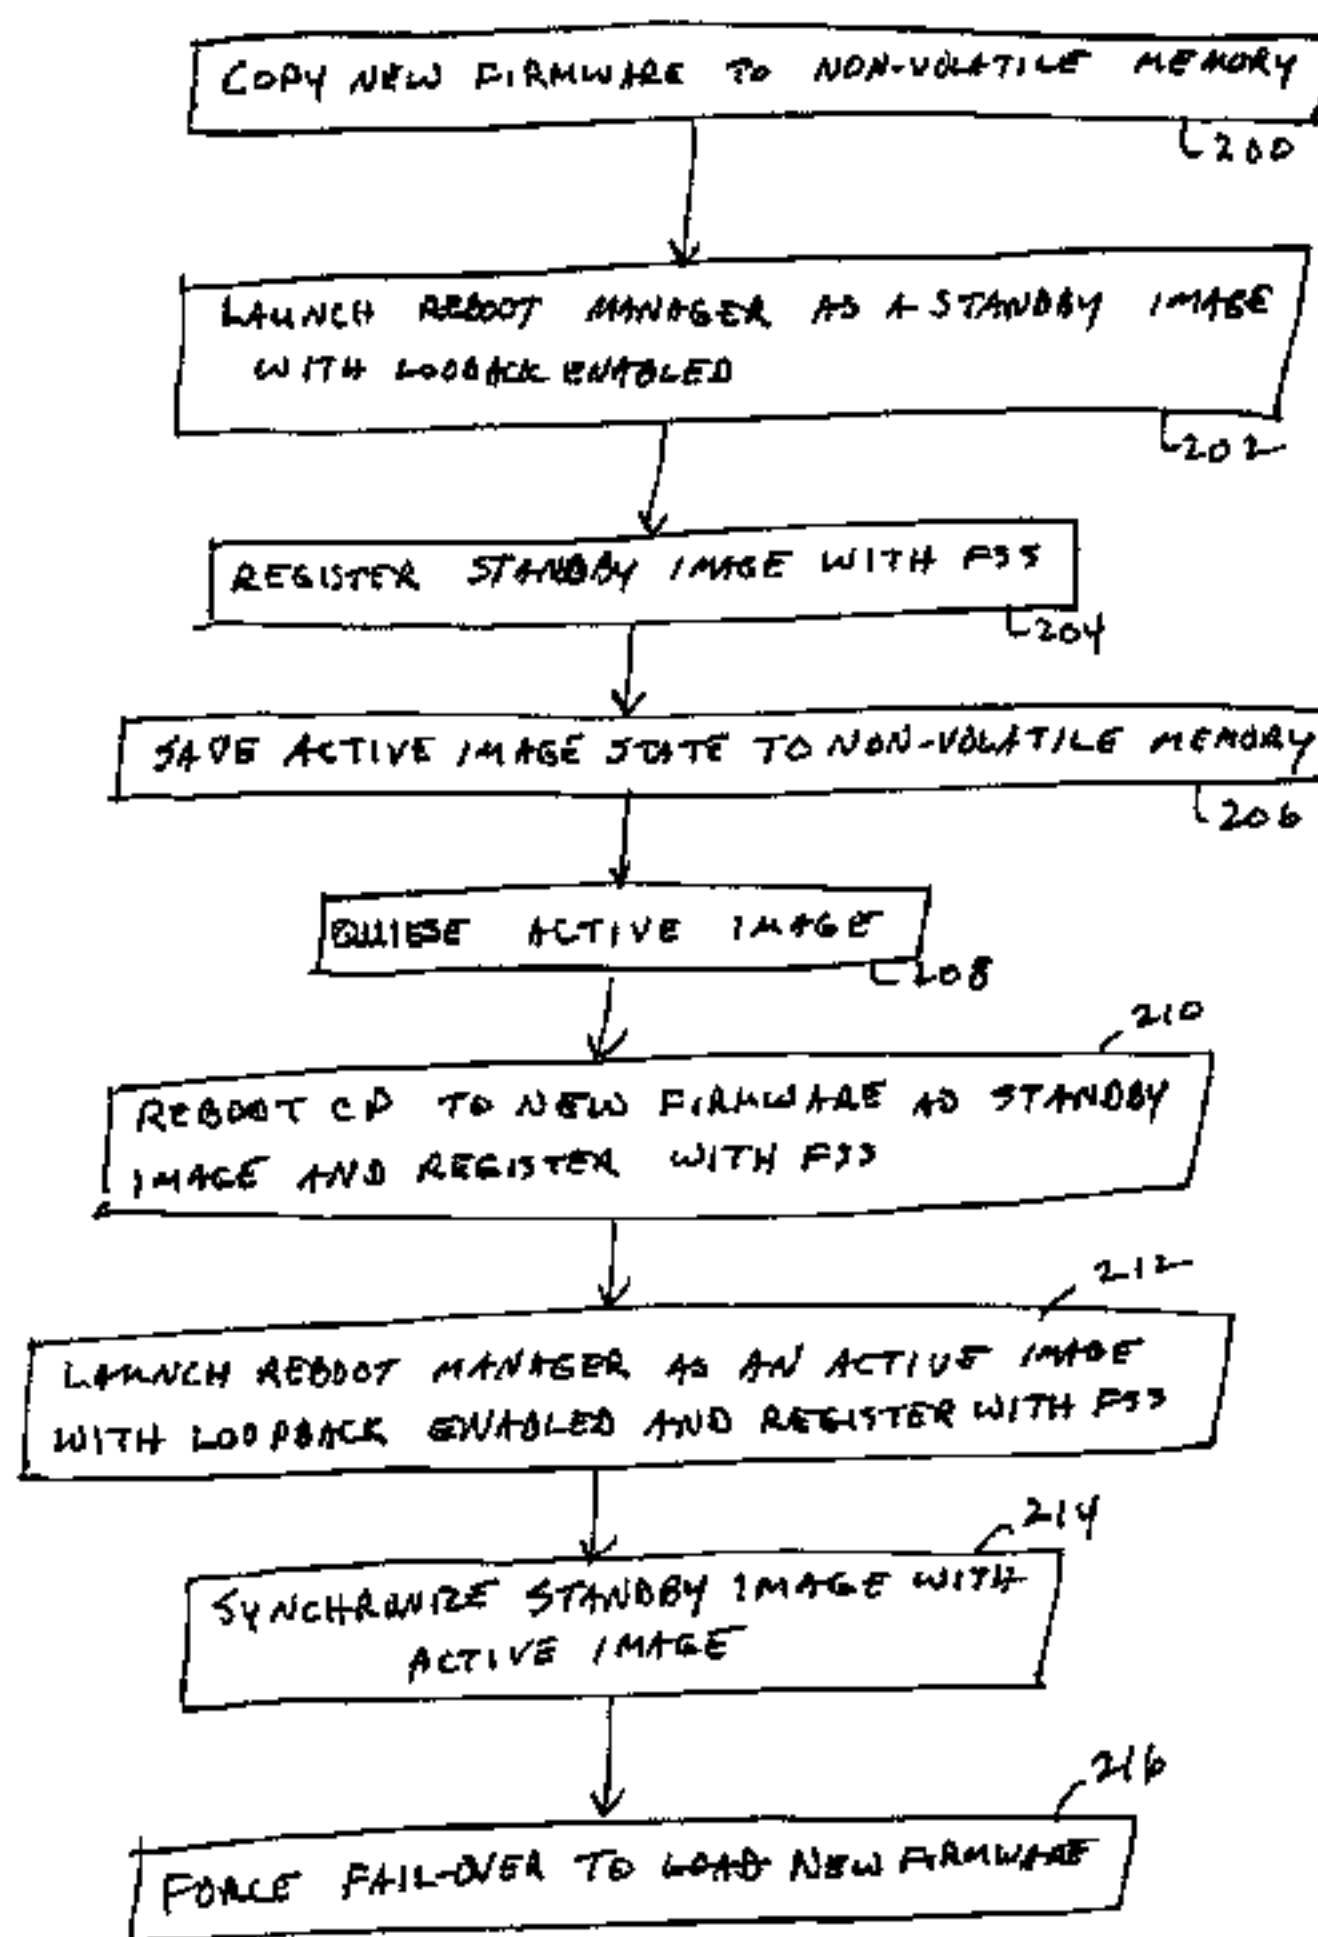 COPY NEW FIRMWARE TO NON-VOLATILE MEMORY
200
LAUNCH REBOOT MANAGER AS A STANDBY IMAGE
WITH LOOBACK ENABLED
202
REGISTER STANDBY IMAGE WITH FSS
204
SAVE ACTIVE IMAGE STATE TO NON-VOLATILE MEMORY
206
QUIESE ACTIVE IMAGE
208
210
REBOOT CP TO NEW FIRMWARE AS STANDBY
IMAGE AND REGISTER WITH FSS
212
LAUNCH REBOOT MANAGER AS AN ACTIVE IMAGE
WITH LOOPBACK ENABLED AND REGISTER WITH FSS
214
SYNCHRONIZE STANDBY IMAGE WITH
ACTIVE IMAGE
216
FORCE FAIL-OVER TO LOAD NEW FIRMWARE